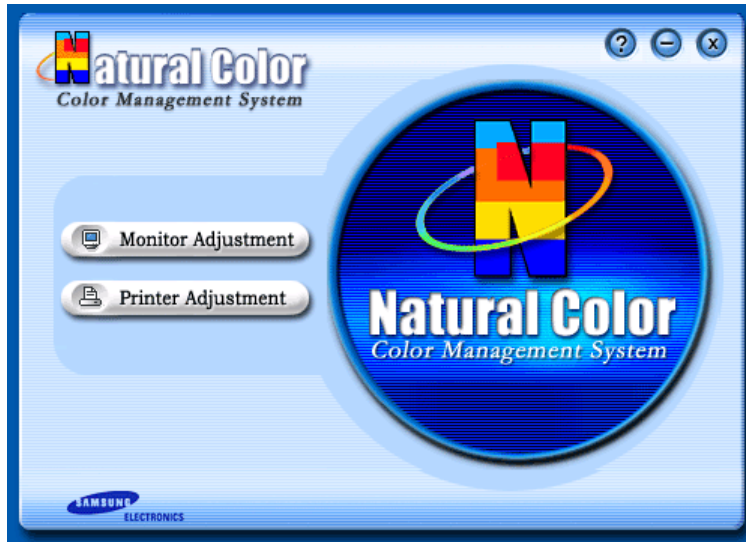 Natural Color
Color Management System
? – x
Monitor Adjustment
Printer Adjustment
N
Natural Color
Color Management System
SAMSUNG
ELECTRONICS